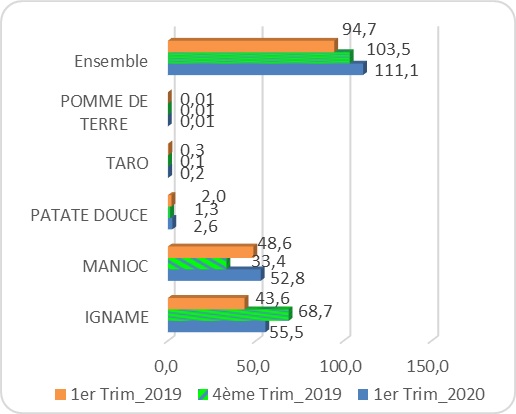 Ensemble
94,7
103,5
111,1
POMME DE
TERRE
0,01
0,01
0,01
TARO
0,3
0,1
0,2
PATATE DOUCE
2,0
1,3
2,6
MANIOC
48,6
33,4
52,8
IGNAME
43,6
68,7
55,5
0,0 50,0 100,0 150,0
1er Trim_2019 4ème Trim_2019 1er Trim_2020